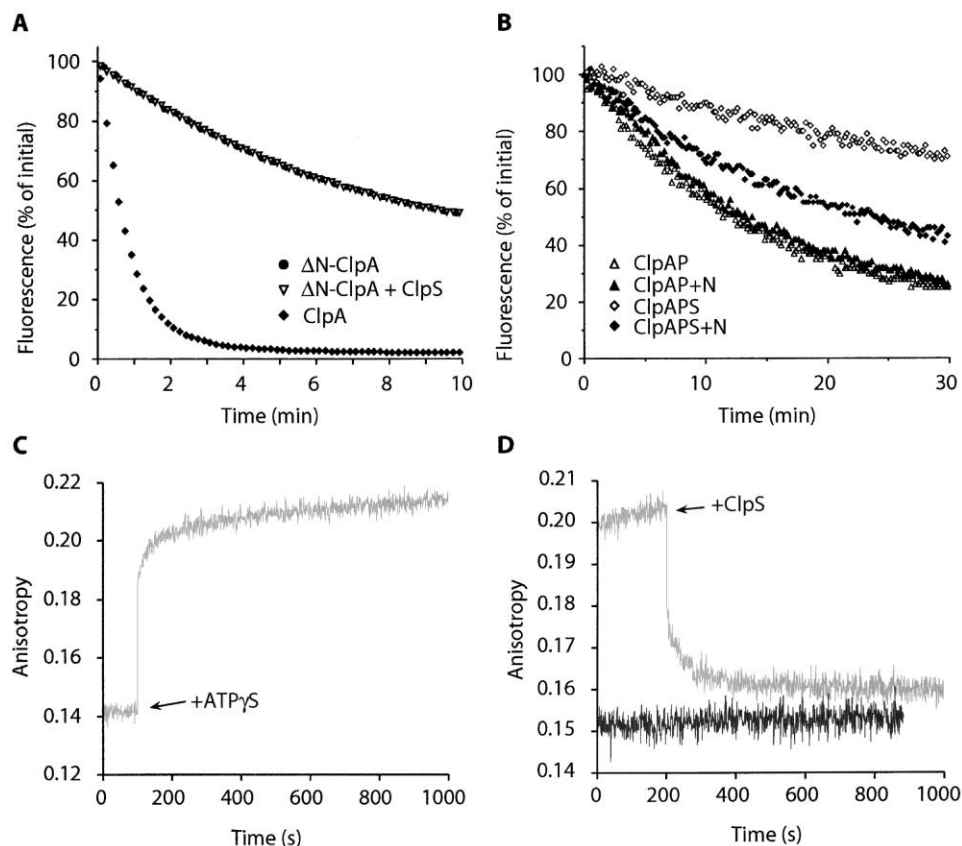 A
Fluorescence (% of initial)
100
80
60
40
20
0
0
2
4
6
8
10
Time (min)
ΔN-ClpA
ΔN-ClpA + ClpS
ClpA
B
Fluorescence (% of initial)
100
80
60
40
20
0
0
10
20
30
Time (min)
ClpAP
ClpAP+N
ClpAPS
ClpAPS+N
C
Anisotropy
0.22
0.20
0.18
0.16
0.14
0.12
0
200
400
600
800
1000
Time (s)
+ATPγS
D
Anisotropy
0.21
0.20
0.19
0.18
0.17
0.16
0.15
0.14
0
200
400
600
800
1000
Time (s)
+ClpS